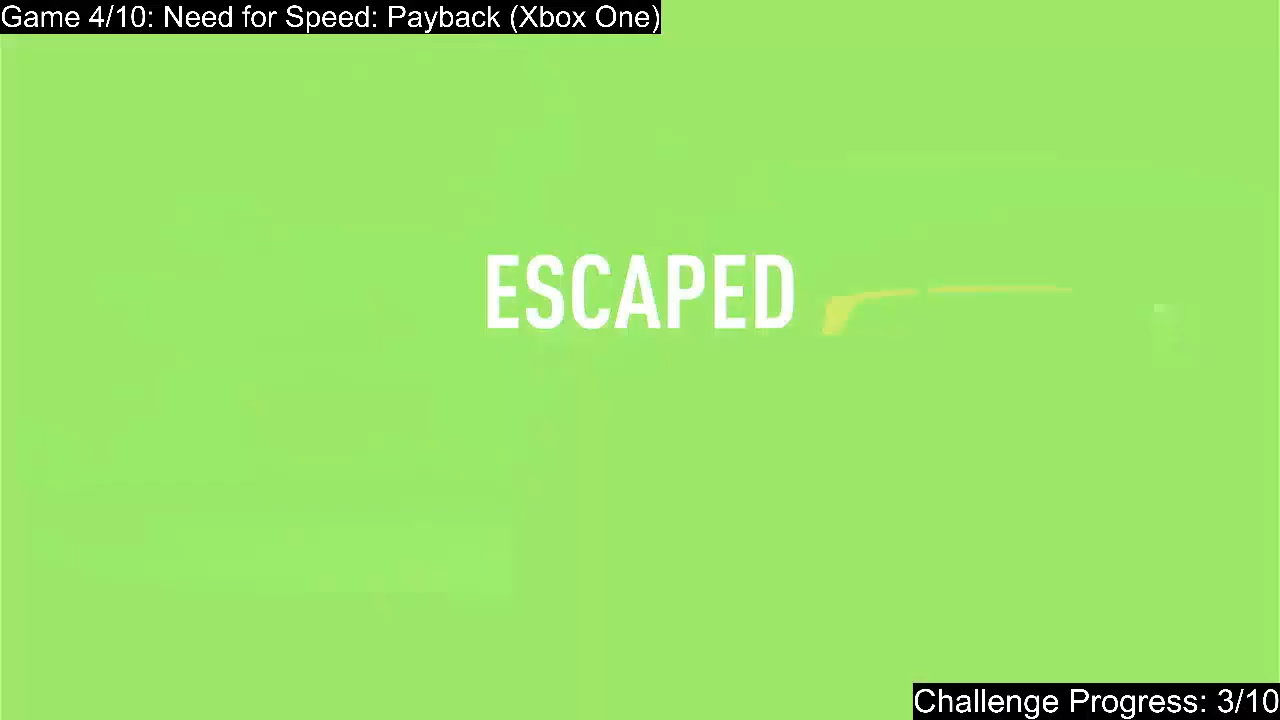 Game 4/10: Need for Speed: Payback (Xbox One)
ESCAPED
Challenge Progress: 3/10